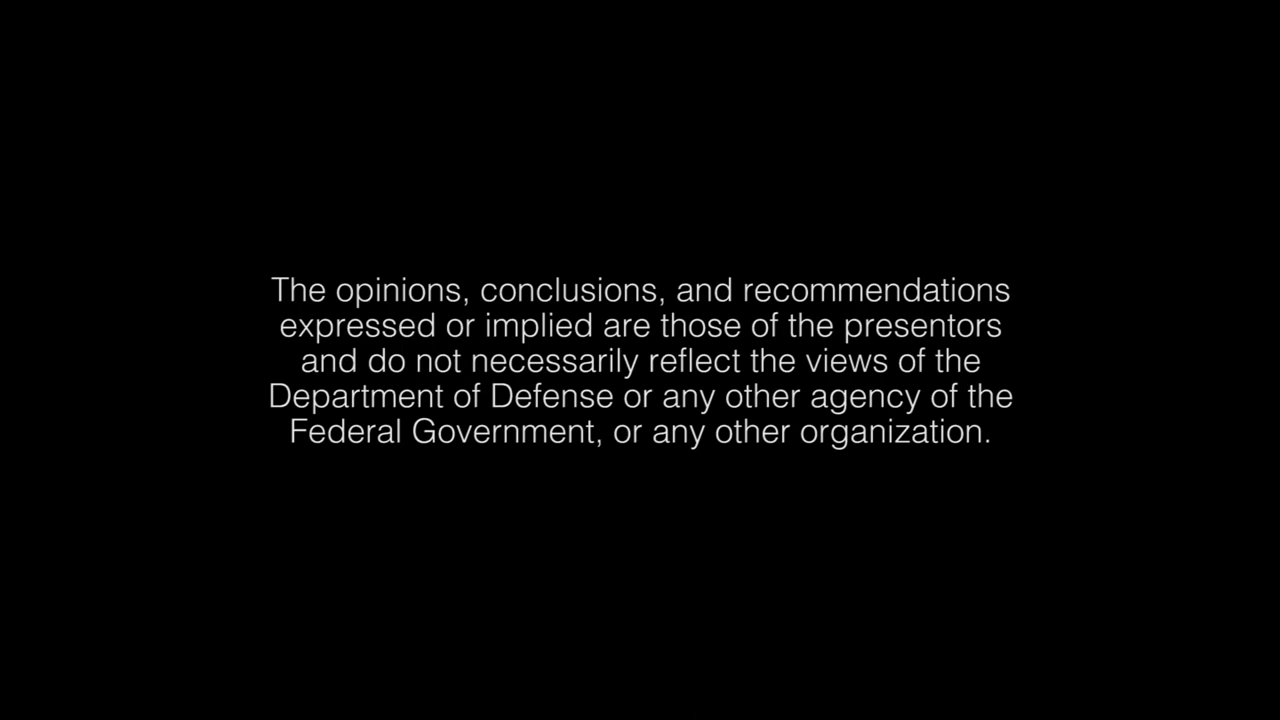 The opinions, conclusions, and recommendations
expressed or implied are those of the presentors
and do not necessarily reflect the views of the
Department of Defense or any other agency of the
Federal Government, or any other organization.